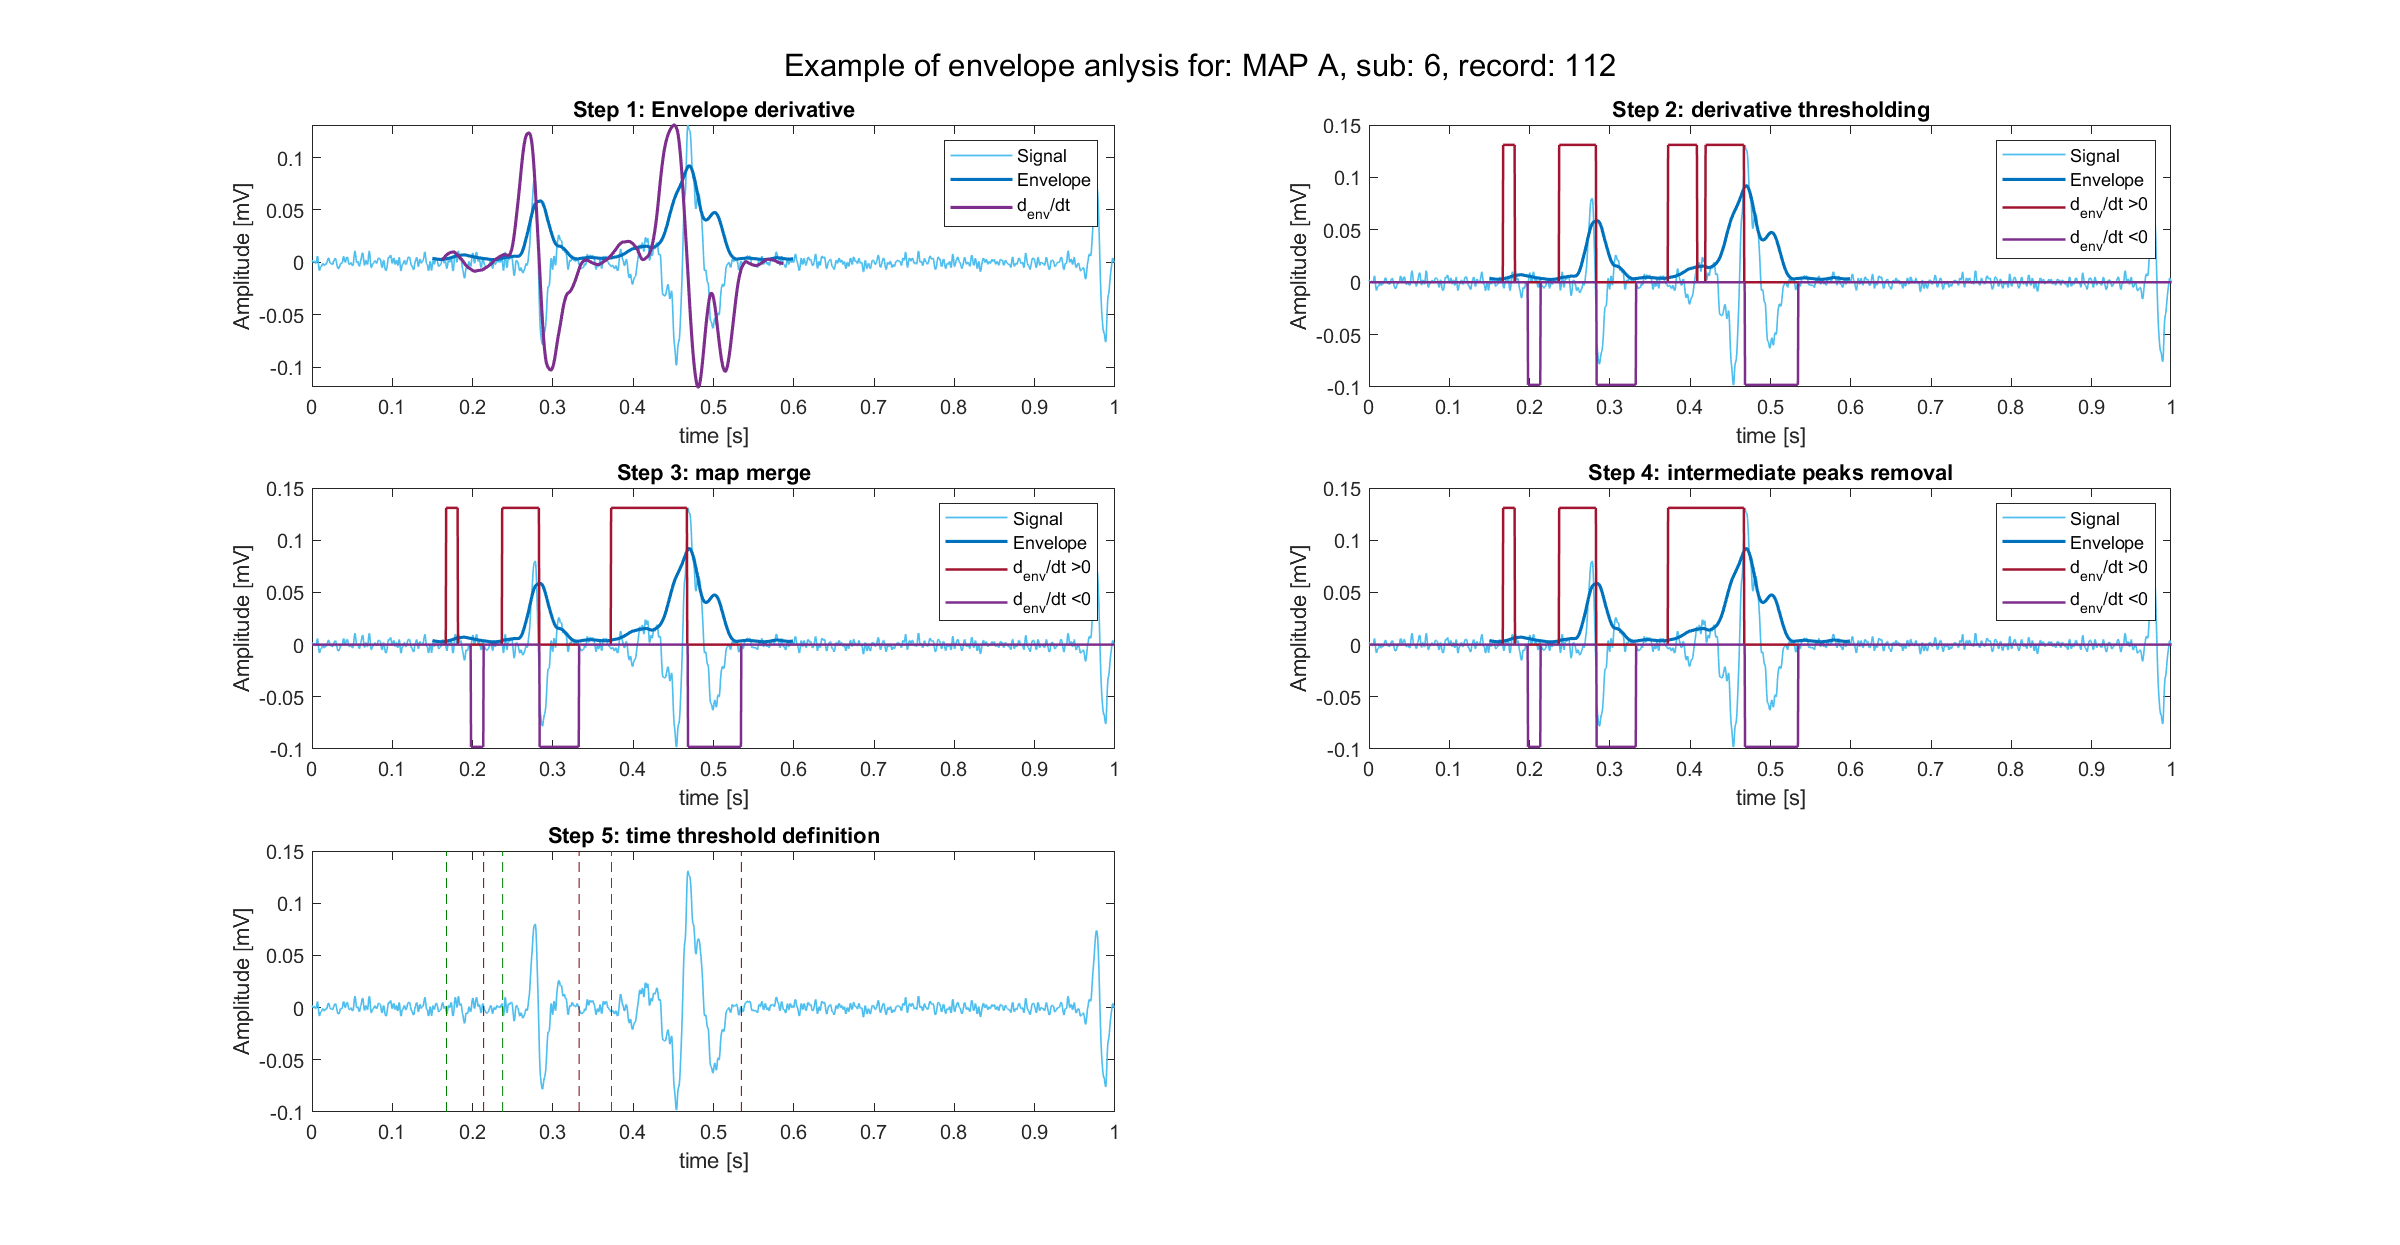 Example of envelope anlysis for: MAP A, sub: 6, record: 112
Step 1: Envelope derivative
Amplitude [mV]
0.1
0.05
0
-0.05
-0.1
Signal
Envelope
d_env/dt
0 0.1 0.2 0.3 0.4 0.5 0.6 0.7 0.8 0.9 1
time [s]
Step 2: derivative thresholding
Amplitude [mV]
0.15
0.1
0.05
0
-0.05
-0.1
Signal
Envelope
d_env/dt >0
d_env/dt <0
0 0.1 0.2 0.3 0.4 0.5 0.6 0.7 0.8 0.9 1
time [s]
Step 3: map merge
Amplitude [mV]
0.15
0.1
0.05
0
-0.05
-0.1
Signal
Envelope
d_env/dt >0
d_env/dt <0
0 0.1 0.2 0.3 0.4 0.5 0.6 0.7 0.8 0.9 1
time [s]
Step 4: intermediate peaks removal
Amplitude [mV]
0.15
0.1
0.05
0
-0.05
-0.1
Signal
Envelope
d_env/dt >0
d_env/dt <0
0 0.1 0.2 0.3 0.4 0.5 0.6 0.7 0.8 0.9 1
time [s]
Step 5: time threshold definition
Amplitude [mV]
0.15
0.1
0.05
0
-0.05
-0.1
0 0.1 0.2 0.3 0.4 0.5 0.6 0.7 0.8 0.9 1
time [s]